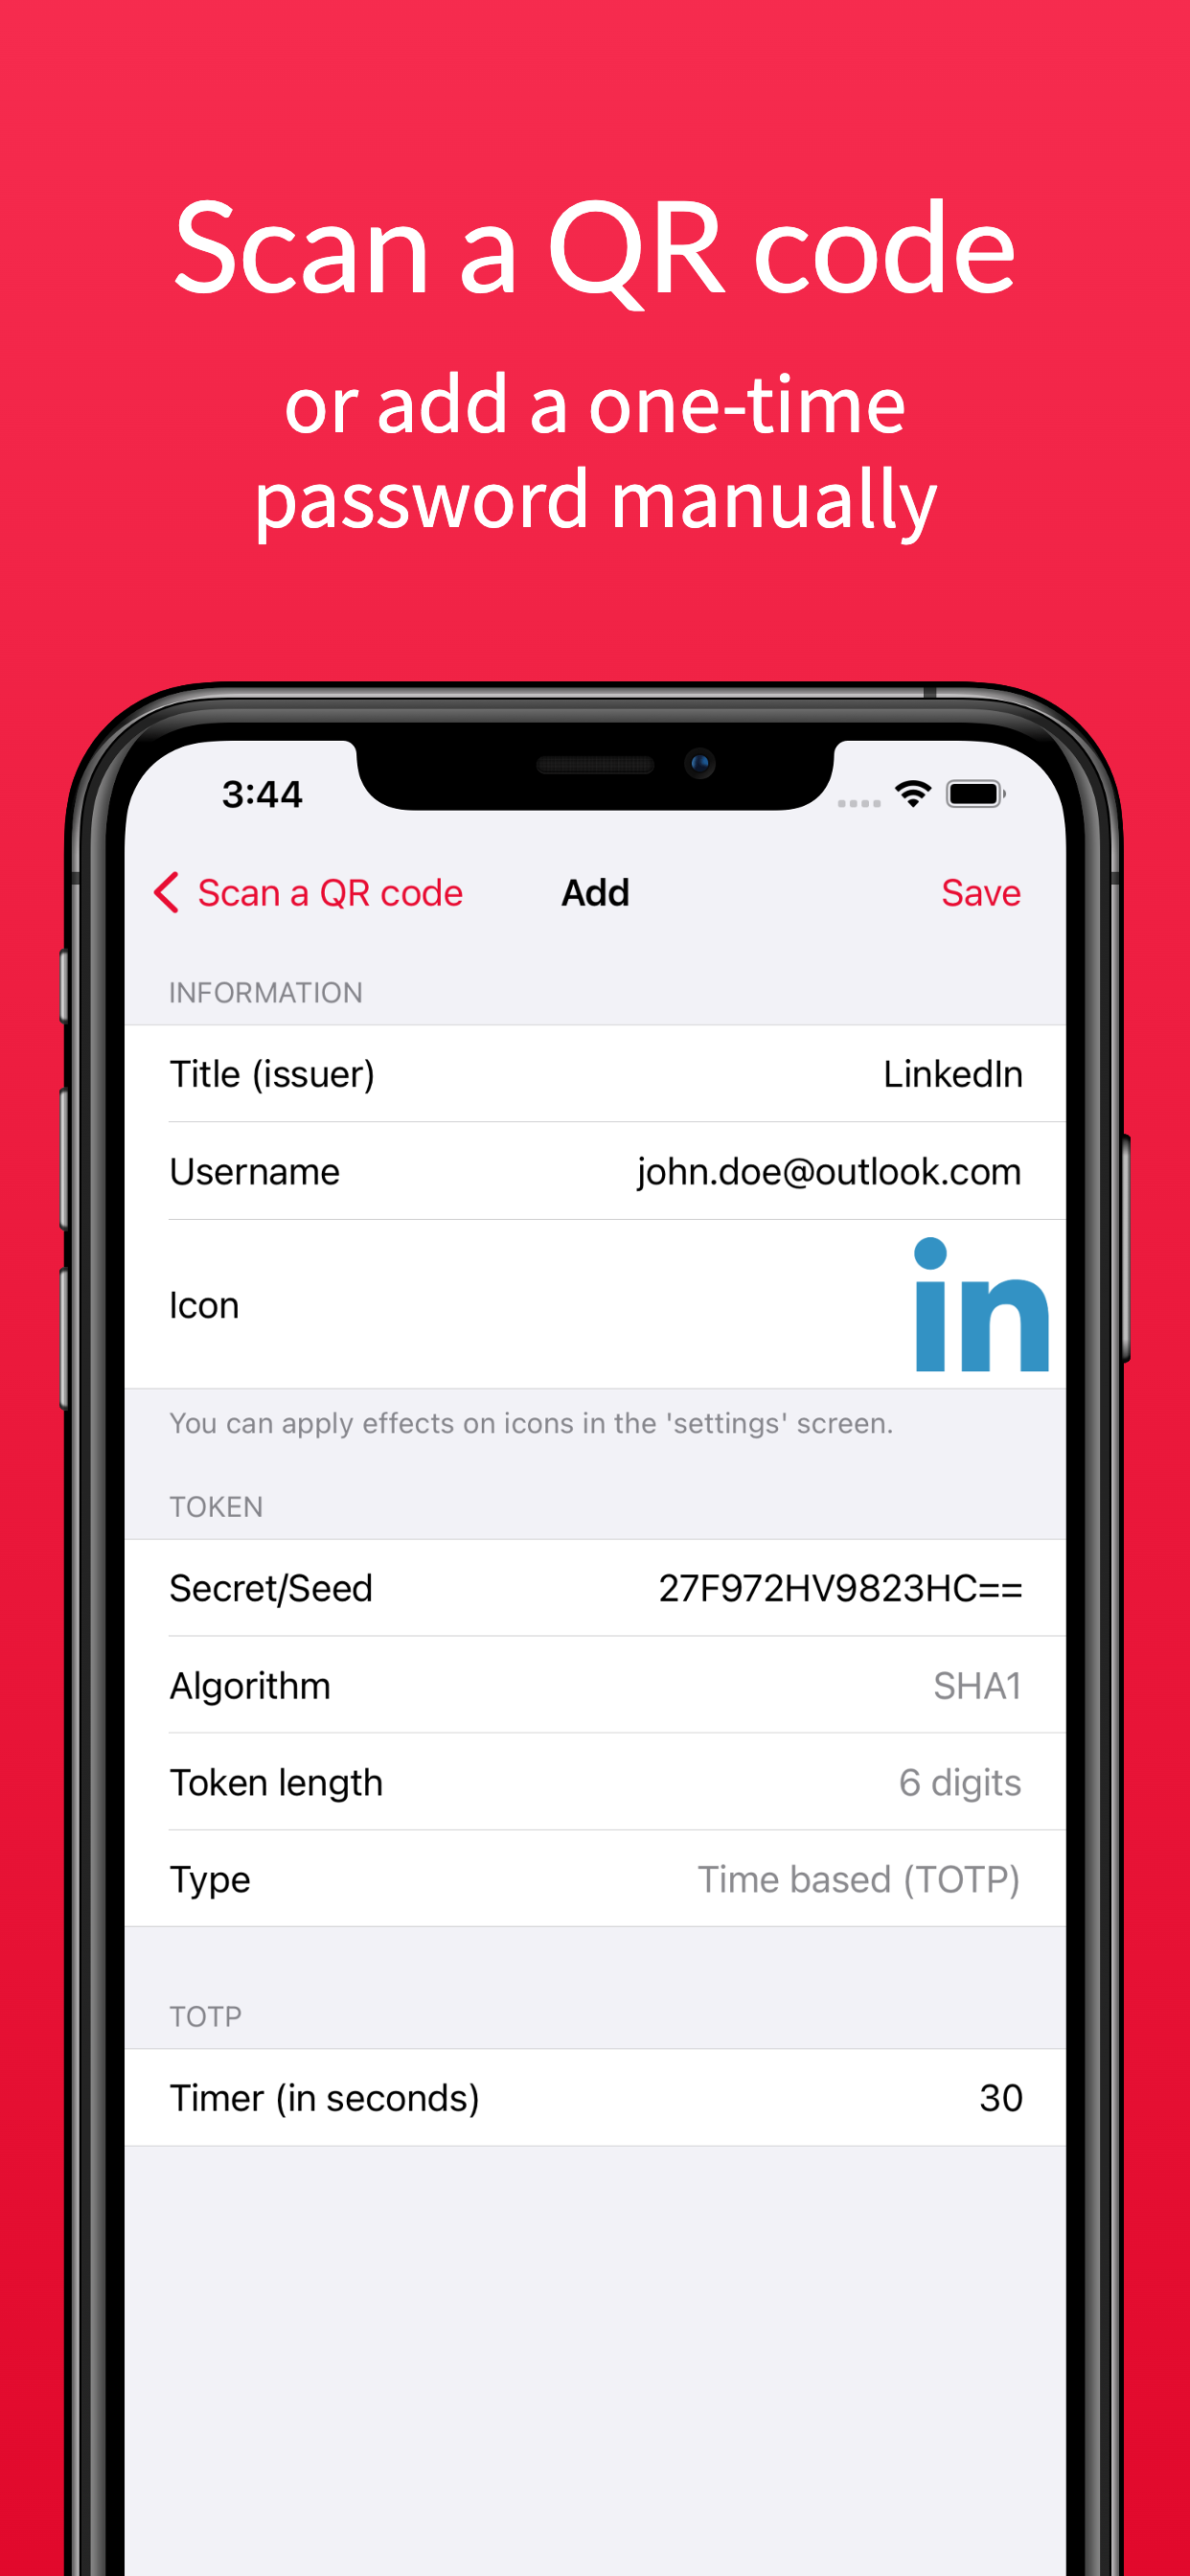 Scan a QR code
or add a one-time
password manually
3:44
Scan a QR code Add Save
INFORMATION
Title (issuer) LinkedIn
Username john.doe@outlook.com
Icon in
You can apply effects on icons in the 'settings' screen.
TOKEN
Secret/Seed 27F972HV9823HC==
Algorithm SHA1
Token length 6 digits
Type Time based (TOTP)
TOTP
Timer (in seconds) 30